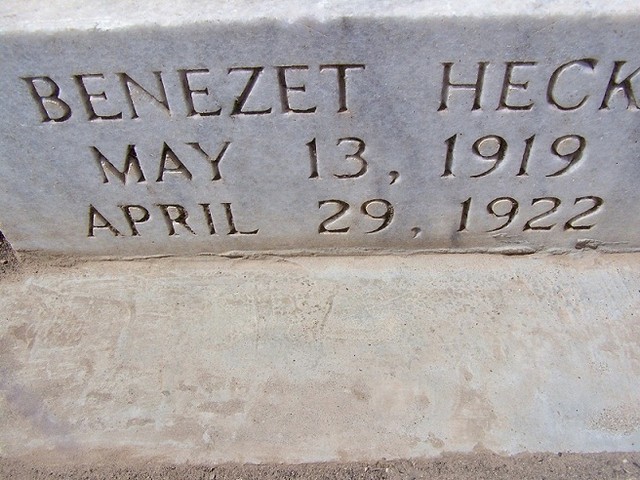 BENEZET HECK
MAY 13, 1919
APRIL 29, 1922